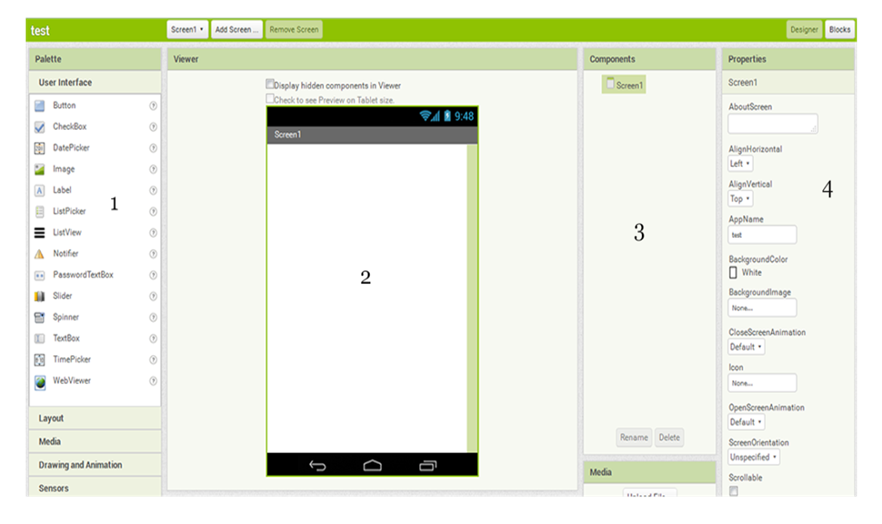 test
Screen1
Add Screen ...
Remove Screen
Designer
Blocks
Palette
User Interface
Button
CheckBox
DatePicker
Image
Label
ListPicker
ListView
Notifier
PasswordTextBox
Slider
Spinner
TextBox
TimePicker
WebViewer
1
Layout
Media
Drawing and Animation
Sensors
Viewer
Display hidden components in Viewer
Check to see Preview on Tablet size.
9:48
Screen1
2
Components
Screen1
3
Rename
Delete
Media
Upload File
Properties
Screen1
AboutScreen
AlignHorizontal
Left
AlignVertical
Top
4
AppName
test
BackgroundColor
White
BackgroundImage
None...
CloseScreenAnimation
Default
Icon
None...
OpenScreenAnimation
Default
ScreenOrientation
Unspecified
Scrollable